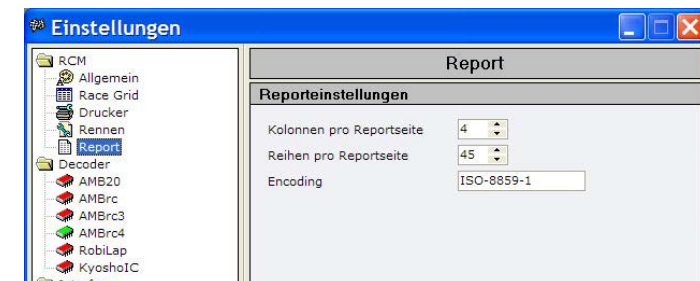 Einstellungen
RCM
Allgemein
Race Grid
Drucker
Rennen
Report
Decoder
AMB20
AMBrc
AMBrc3
AMBrc4
RobiLap
KyoshoIC
Report
Reporteinstellungen
Kolonnen pro Reportseite 4
Reihen pro Reportseite 45
Encoding ISO-8859-1